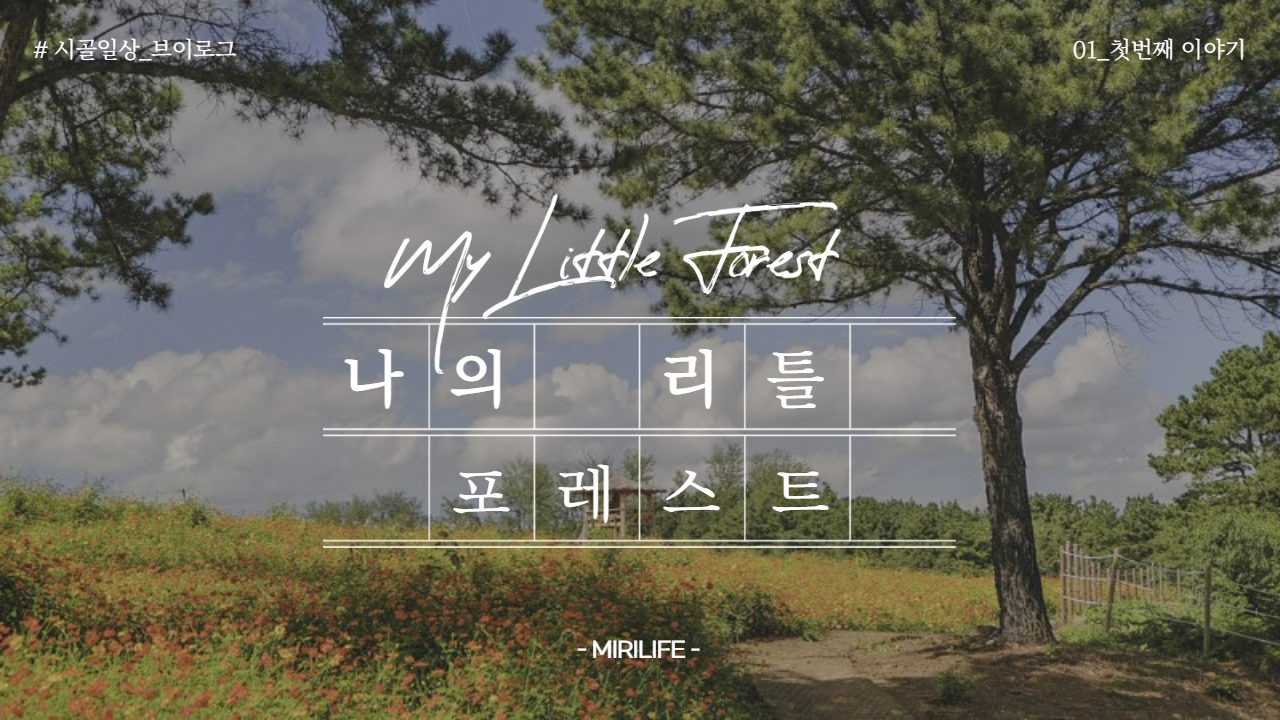 # 시골일상_브이로그
01_첫번째 이야기
My Little Forest
나의 리틀
포레스트
- MIRILIFE -